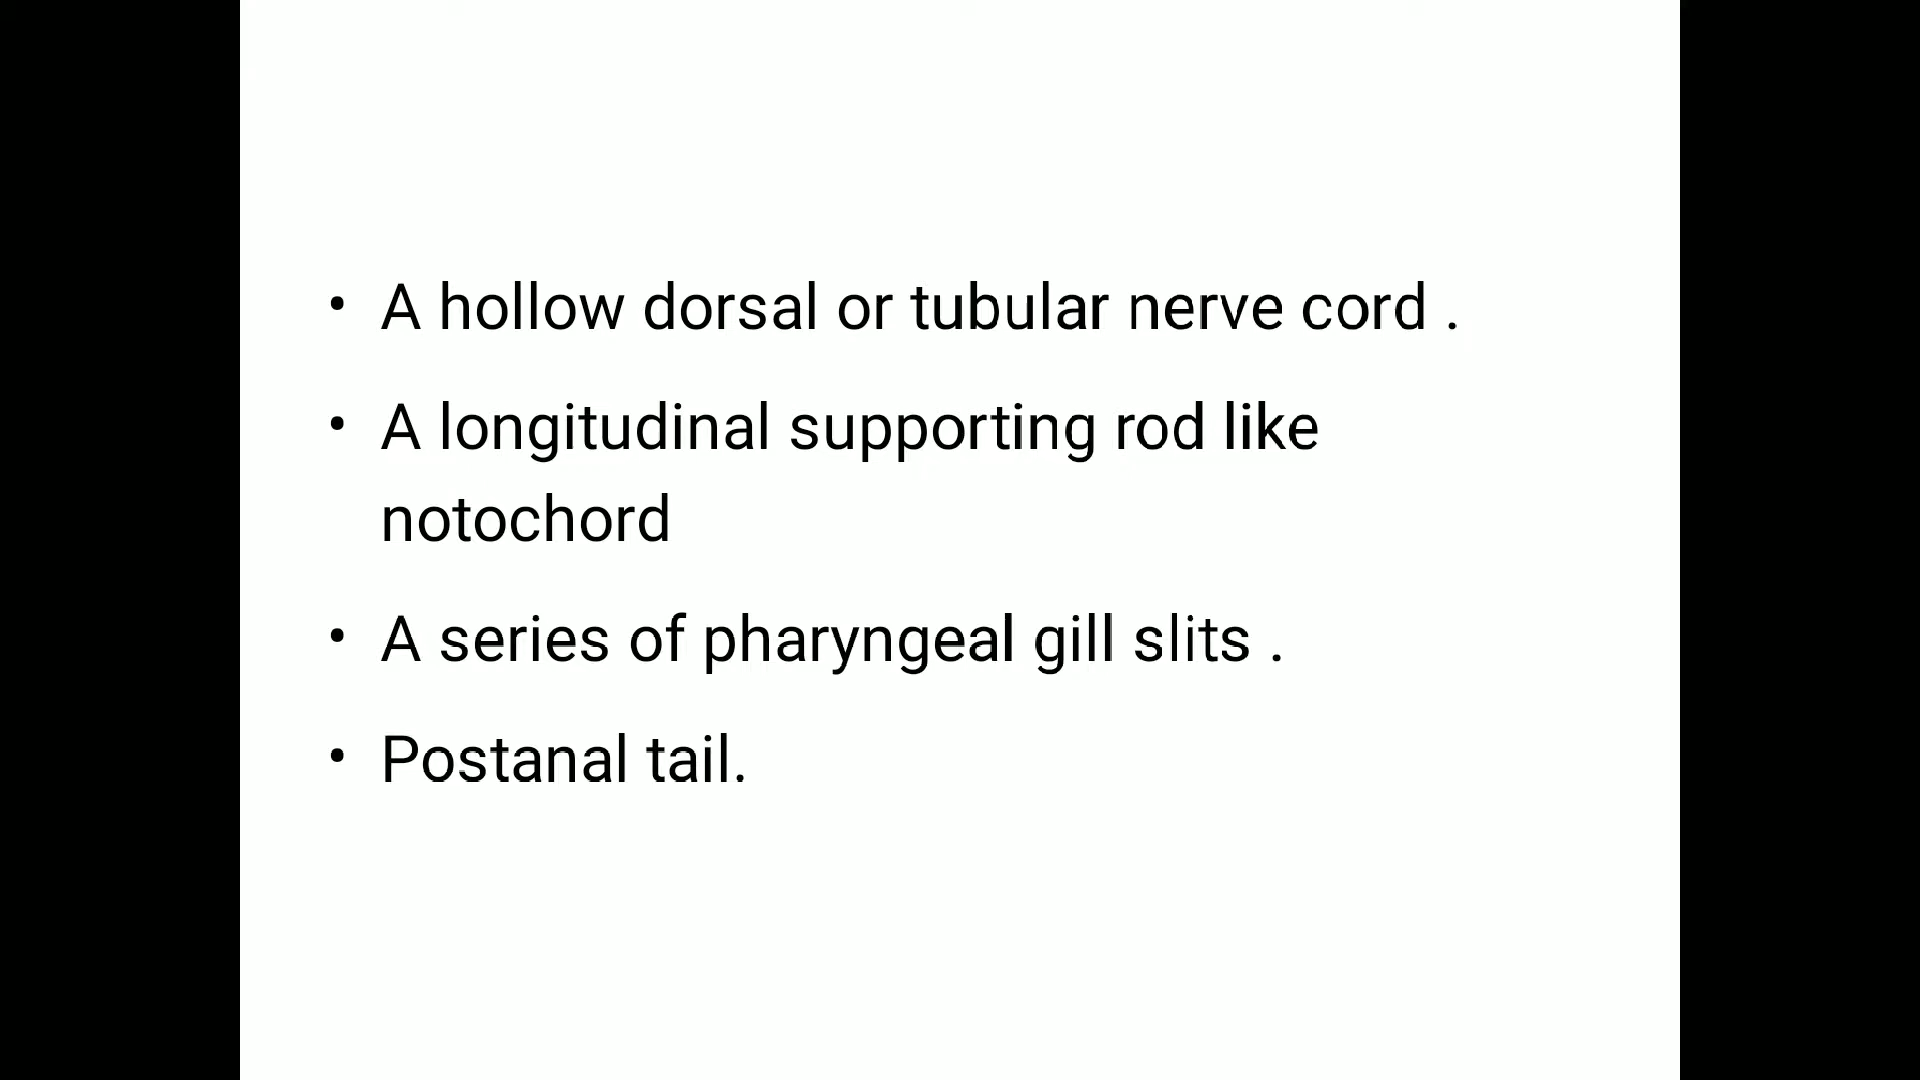 • A hollow dorsal or tubular nerve cord .
• A longitudinal supporting rod like
notochord
• A series of pharyngeal gill slits .
• Postanal tail.